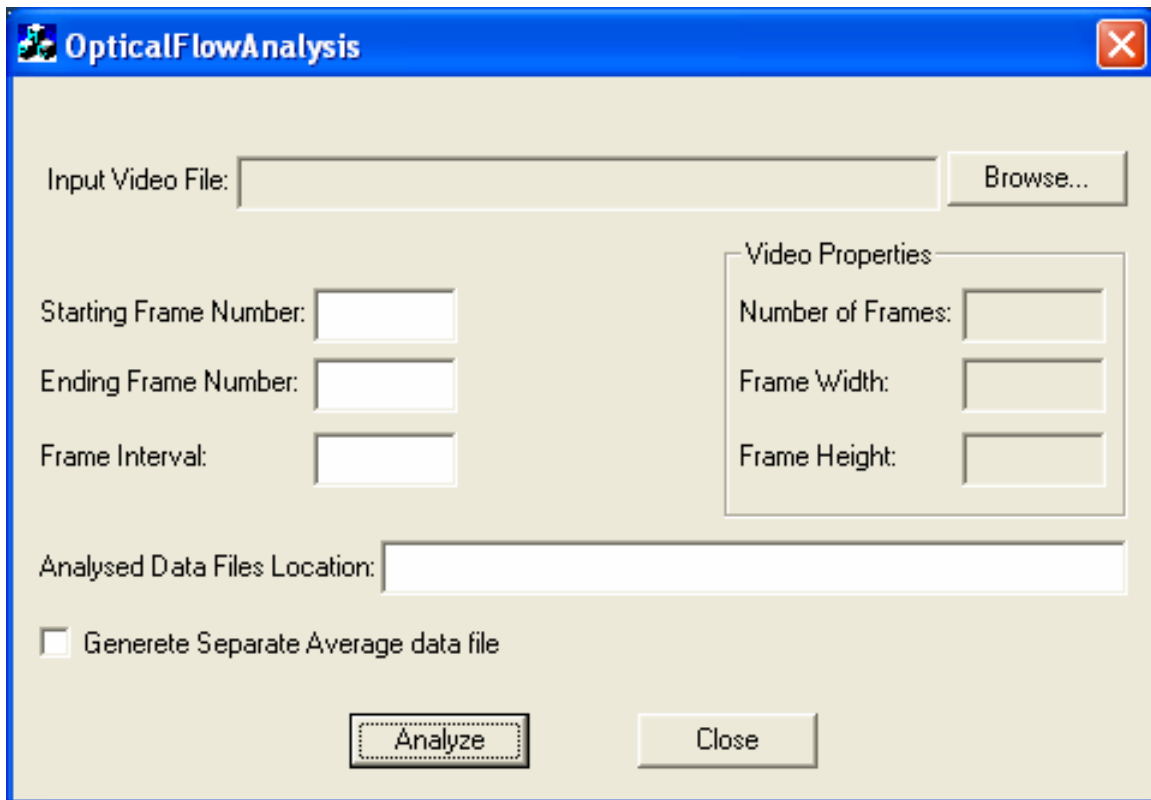 OpticalFlowAnalysis
Input Video File:
Browse...
Video Properties
Starting Frame Number:
Number of Frames:
Ending Frame Number:
Frame Width:
Frame Interval:
Frame Height:
Analysed Data Files Location:
Generete Separate Average data file
Analyze
Close